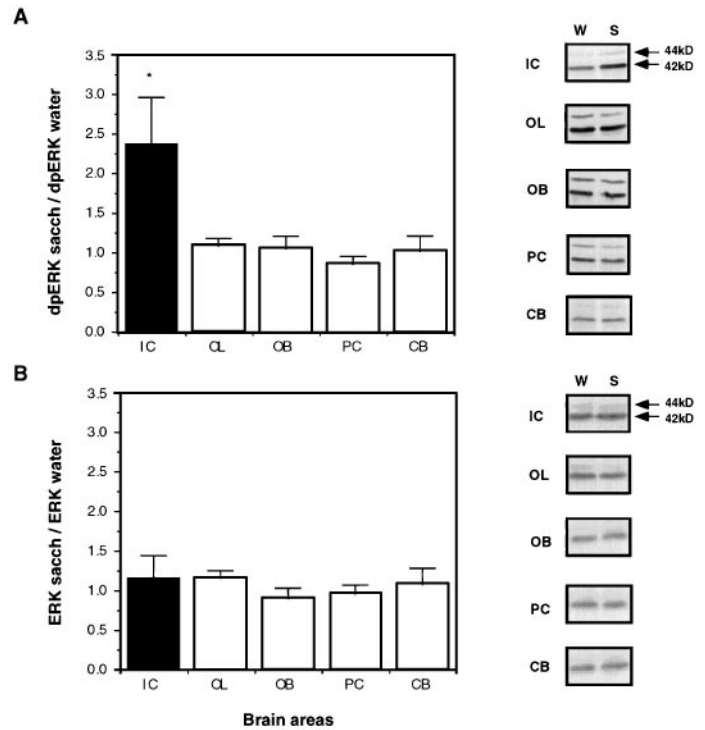 A
dpERK sacch / dpERK water
3.5
3.0
2.5
2.0
1.5
1.0
0.5
0.0
*
IC OL OB PC CB
W S
IC
44kD
42kD
OL
OB
PC
CB
B
ERK sacch / ERK water
3.5
3.0
2.5
2.0
1.5
1.0
0.5
0.0
IC OL OB PC CB
Brain areas
W S
IC
44kD
42kD
OL
OB
PC
CB